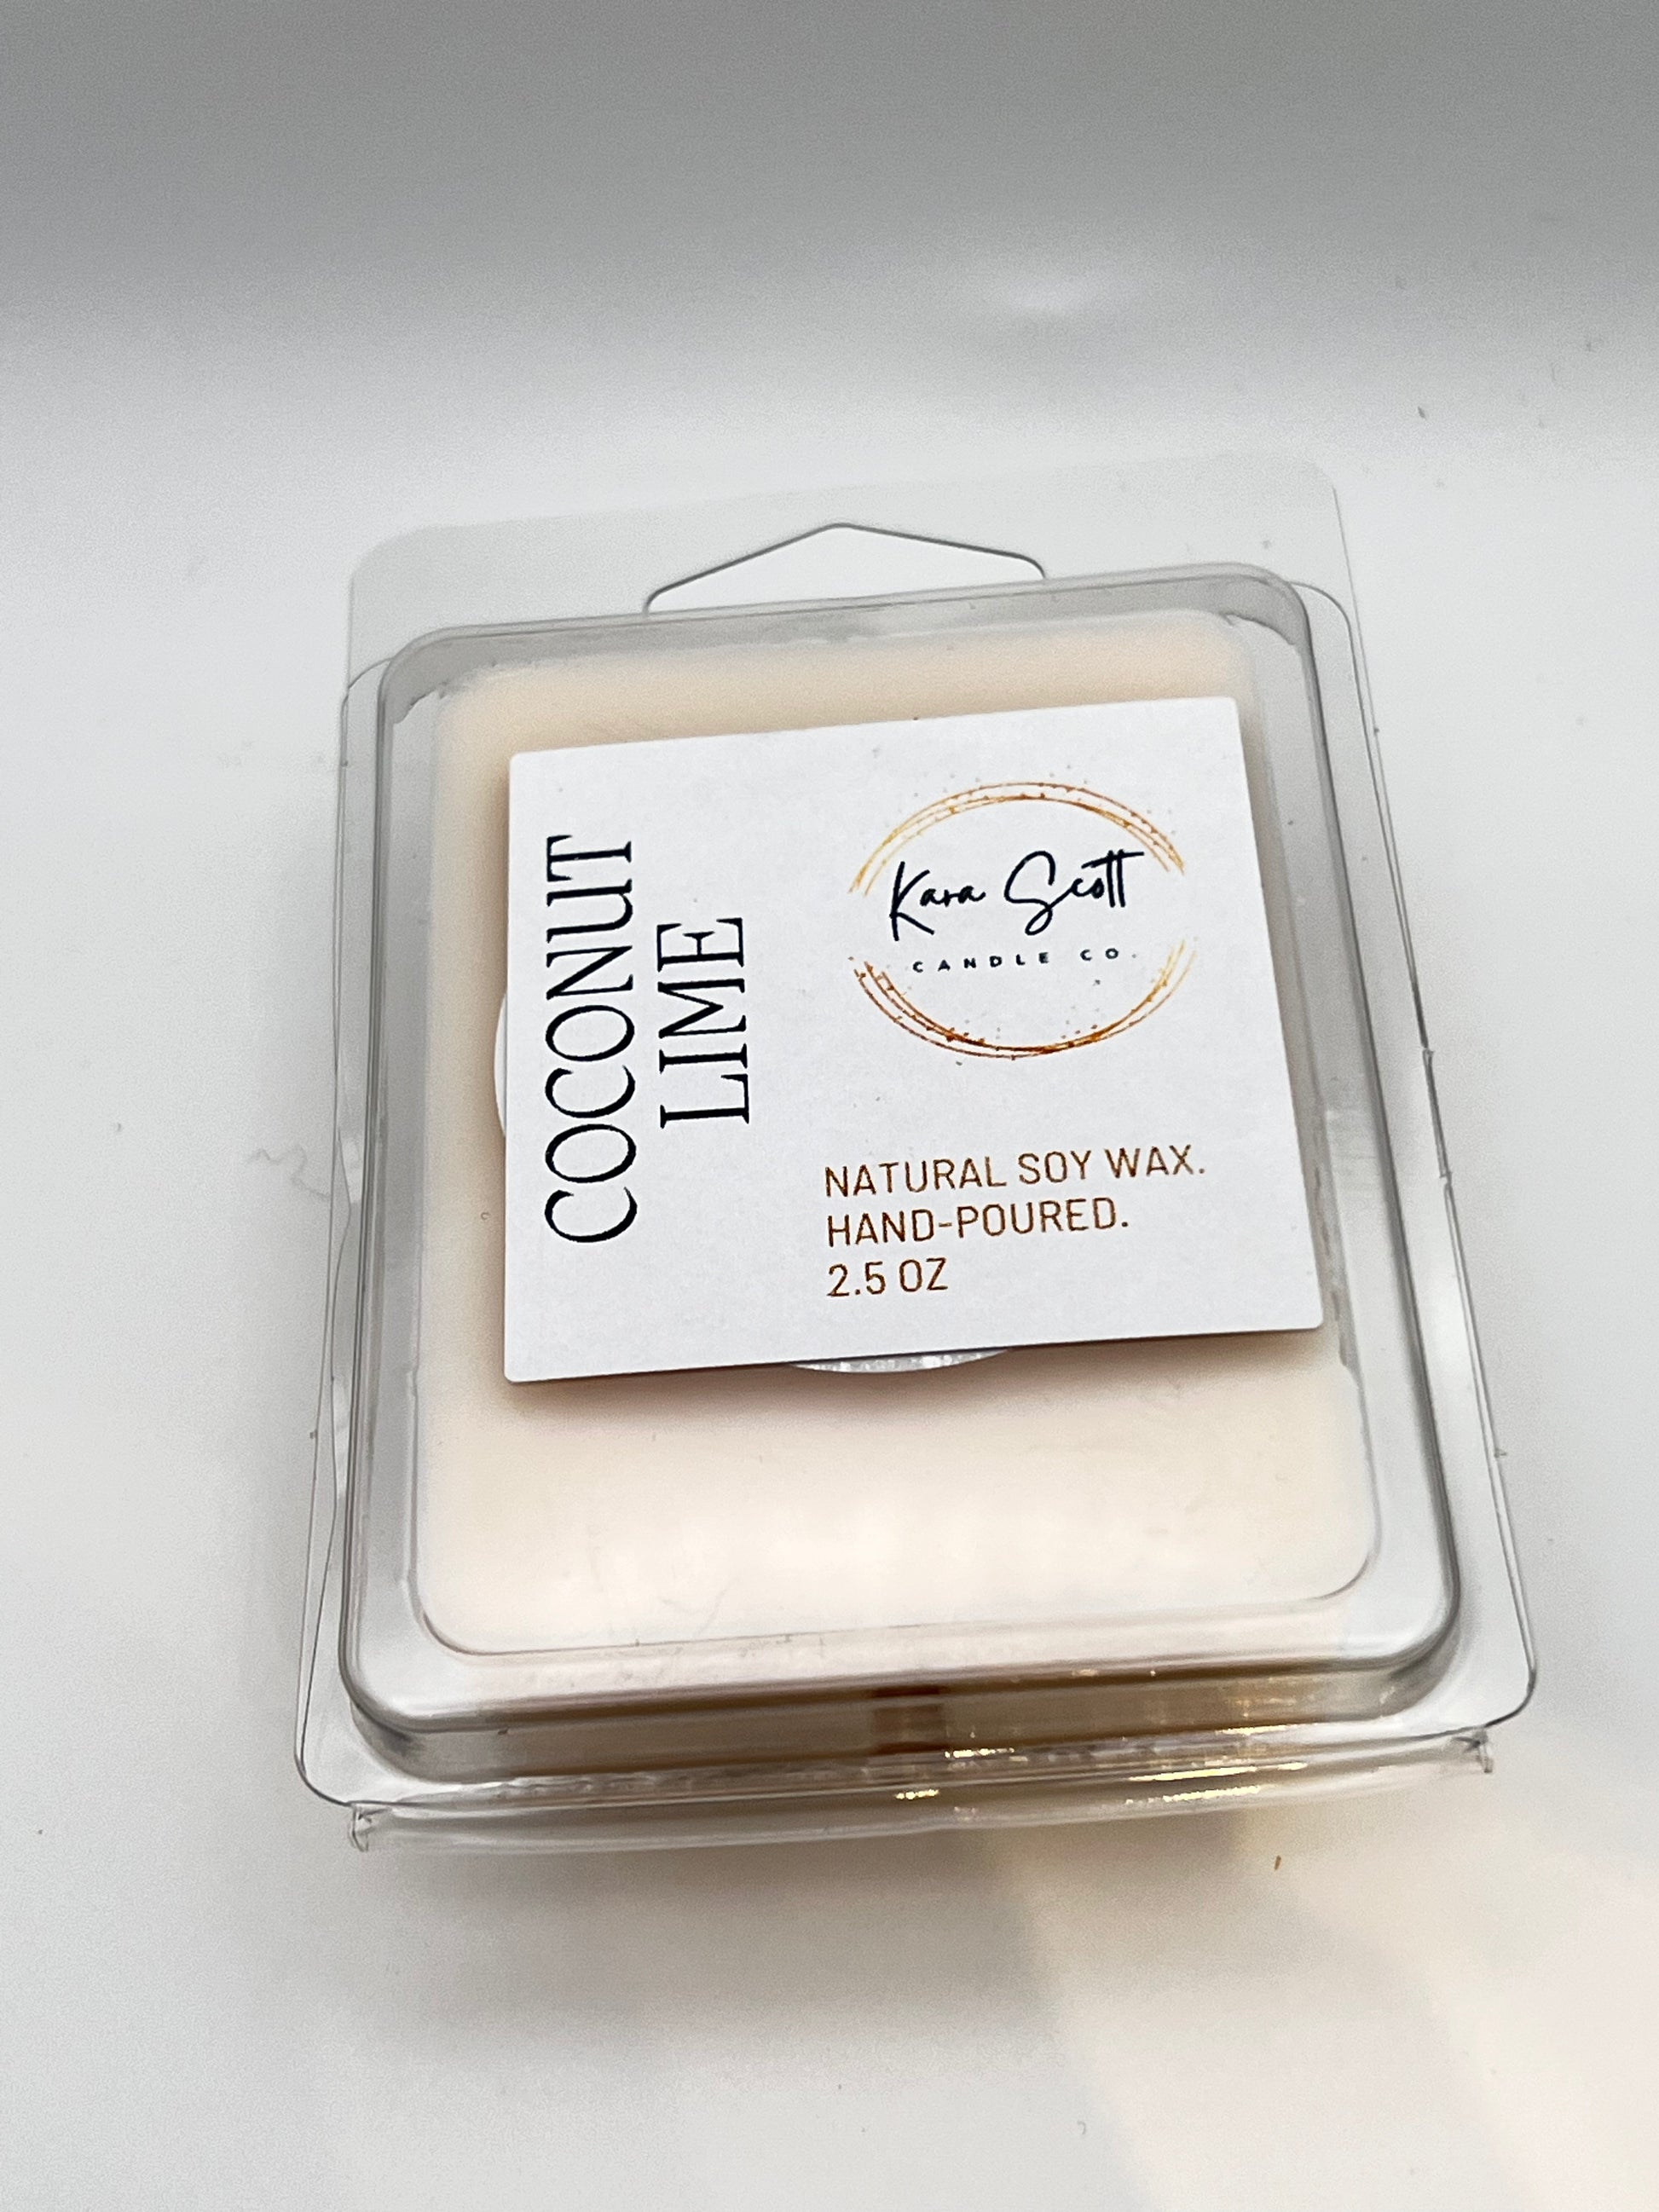 COCONUT
LIME
Kara Scott
CANDLE CO.
NATURAL SOY WAX.
HAND-POURED.
2.5 OZ